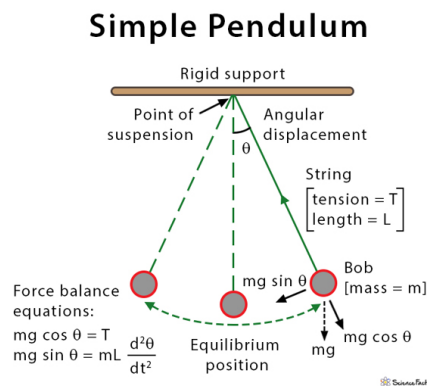 Simple Pendulum
Rigid support
Point of
suspension
Angular
displacement
θ
String
[tension = T
length = L]
mg sin θ
Bob
[mass = m]
mg cos θ
mg
Force balance
equations:
mg cos θ = T
mg sin θ = mL d²θ/dt²
Equilibrium
position
ScienceFacts